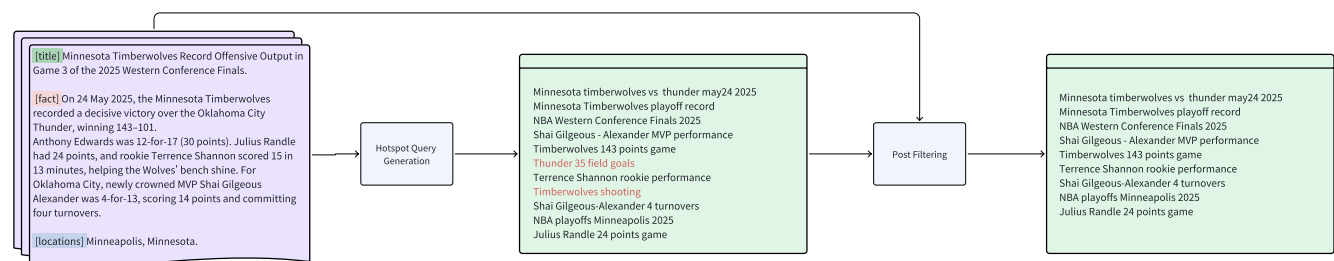 [title] Minnesota Timberwolves Record Offensive Output in
Game 3 of the 2025 Western Conference Finals.
[fact] On 24 May 2025, the Minnesota Timberwolves
recorded a decisive victory over the Oklahoma City
Thunder, winning 143–101.
Anthony Edwards was 12-for-17 (30 points). Julius Randle
had 24 points, and rookie Terrence Shannon scored 15 in
13 minutes, helping the Wolves' bench shine. For
Oklahoma City, newly crowned MVP Shai Gilgeous
Alexander was 4-for-13, scoring 14 points and committing
four turnovers.
[locations] Minneapolis, Minnesota.
Hotspot Query
Generation
Minnesota timberwolves vs thunder may24 2025
Minnesota Timberwolves playoff record
NBA Western Conference Finals 2025
Shai Gilgeous - Alexander MVP performance
Timberwolves 143 points game
Thunder 35 field goals
Terrence Shannon rookie performance
Timberwolves shooting
Shai Gilgeous-Alexander 4 turnovers
NBA playoffs Minneapolis 2025
Julius Randle 24 points game
Post Filtering
Minnesota timberwolves vs thunder may24 2025
Minnesota Timberwolves playoff record
NBA Western Conference Finals 2025
Shai Gilgeous - Alexander MVP performance
Timberwolves 143 points game
Terrence Shannon rookie performance
Shai Gilgeous-Alexander 4 turnovers
NBA playoffs Minneapolis 2025
Julius Randle 24 points game